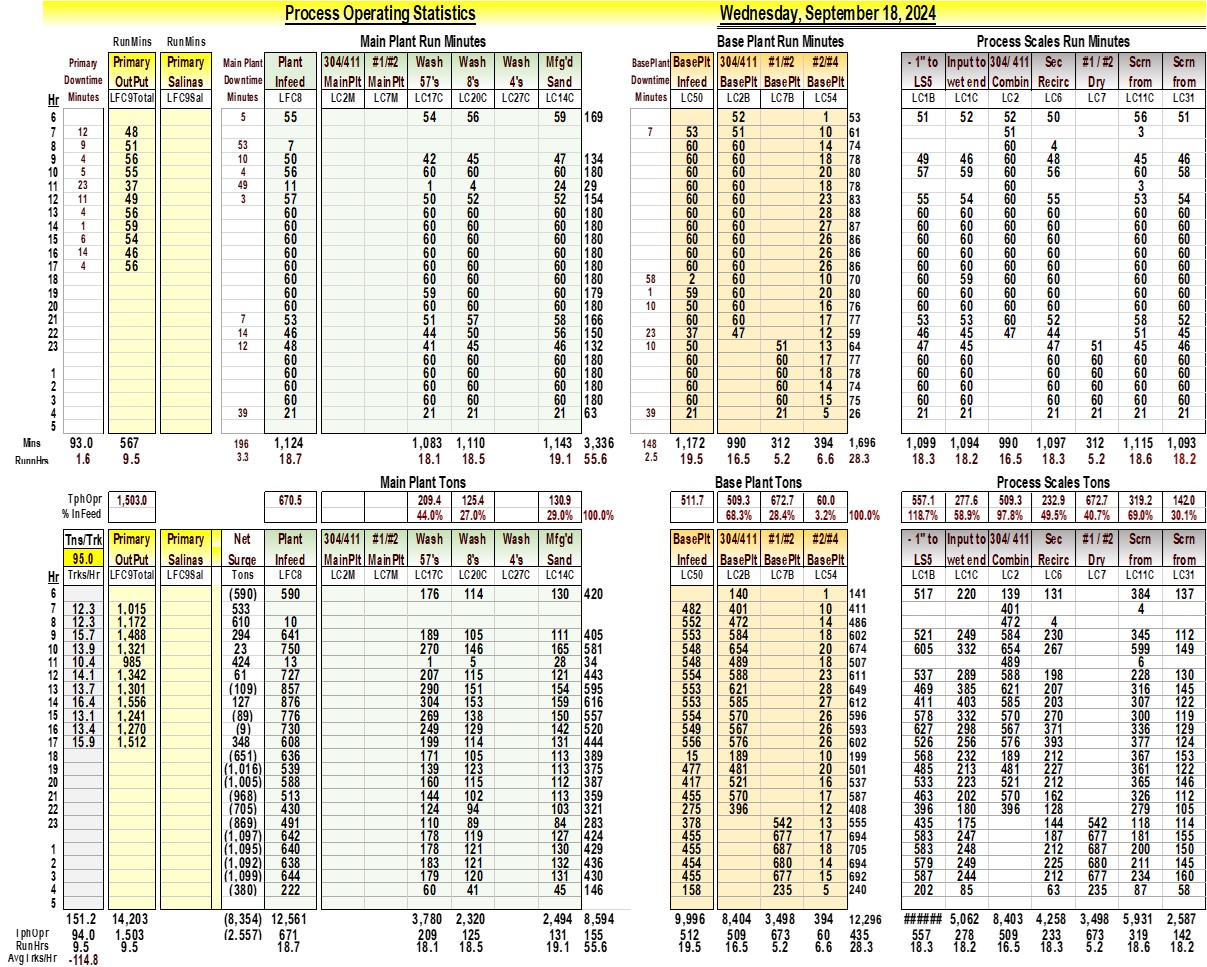 Process Operating Statistics Wednesday, September 18, 2024
RunMins RunMins Main Plant Run Minutes Base Plant Run Minutes Process Scales Run Minutes
Primary Primary Primary Main Plant Plant 304/411 #1/#2 Wash Wash Wash Mfg'd BasePlant BasePlt 304/411 #1/#2 #2/#4 - 1" to Input to 304/ 411 Sec #1 / #2 Scrn Scrn
Downtime OutPut Salinas Downtime Infeed MainPlt MainPlt 57's 8's 4's Sand Downtime Infeed BasePlt BasePlt BasePlt LS5 wet end Combin Recirc Dry from from
Hr Minutes LFC9Total LFC9Sal Minutes LFC8 LC2M LC7M LC17C LC20C LC27C LC14C Minutes LC50 LC2B LC7B LC54 LC1B LC1C LC2 LC6 LC7 LC11C LC31
6 5 55 54 56 59 169 52 1 53 51 52 52 50 56 51
7 12 48 7 53 51 10 61 51 3
8 9 51 53 7 60 60 14 74 60 4
9 4 56 10 50 42 45 47 134 60 60 18 78 49 46 60 48 45 46
10 5 55 4 56 60 60 60 180 60 60 20 80 57 59 60 56 60 58
11 23 37 49 11 1 4 24 29 60 60 18 78 60 3
12 11 49 3 57 50 52 52 154 60 60 23 83 55 54 60 55 53 54
13 4 56 60 60 60 60 180 60 60 28 88 60 60 60 60 60 60
14 1 59 60 60 60 60 180 60 60 27 87 60 60 60 60 60 60
15 6 54 60 60 60 60 180 60 60 26 86 60 60 60 60 60 60
16 14 46 60 60 60 60 180 60 60 26 86 60 60 60 60 60 60
17 4 56 60 60 60 60 180 60 60 26 86 60 60 60 60 60 60
18 60 60 60 60 180 58 2 60 10 70 60 59 60 60 60 60
19 60 59 60 60 179 1 59 60 20 80 60 60 60 60 60 60
20 60 60 60 60 180 10 50 60 16 76 60 60 60 60 60 60
21 7 53 51 57 58 166 60 60 17 77 53 53 60 52 58 52
22 14 46 44 50 56 150 23 37 47 12 59 46 45 47 44 51 45
23 12 48 41 45 46 132 10 50 51 13 64 47 45 47 51 45 46
60 60 60 60 180 60 60 17 77 60 60 60 60 60 60
1 60 60 60 60 180 60 60 18 78 60 60 60 60 60 60
2 60 60 60 60 180 60 60 14 74 60 60 60 60 60 60
3 60 60 60 60 180 60 60 15 75 60 60 60 60 60 60
4 39 21 21 21 21 63 39 21 21 5 26 21 21 21 21 21 21
5
Mins 93.0 567 196 1,124 1,083 1,110 1,143 3,336 148 1,172 990 312 394 1,696 1,099 1,094 990 1,097 312 1,115 1,093
RunnHrs 1.6 9.5 3.3 18.7 18.1 18.5 19.1 55.6 2.5 19.5 16.5 5.2 6.6 28.3 18.3 18.2 16.5 18.3 5.2 18.6 18.2
Main Plant Tons Base Plant Tons Process Scales Tons
TphOpr 1,503.0 670.5 209.4 125.4 130.9 511.7 509.3 672.7 60.0 557.1 277.6 509.3 232.9 672.7 319.2 142.0
% InFeed 44.0% 27.0% 29.0% 100.0% 68.3% 28.4% 3.2% 100.0% 118.7% 58.9% 97.8% 49.5% 40.7% 69.0% 30.1%
Tns/Trk Primary Primary Net Plant 304/411 #1/#2 Wash Wash Wash Mfg'd BasePlt 304/411 #1/#2 #2/#4 - 1" to Input to 304/ 411 Sec #1 / #2 Scrn Scrn
95.0 OutPut Salinas Surge Infeed MainPlt MainPlt 57's 8's 4's Sand Infeed BasePlt BasePlt BasePlt LS5 wet end Combin Recirc Dry from from
Hr Trks/Hr LFC9Total LFC9Sal Tons LFC8 LC2M LC7M LC17C LC20C LC27C LC14C LC50 LC2B LC7B LC54 LC1B LC1C LC2 LC6 LC7 LC11C LC31
6 (590) 590 176 114 130 420 140 1 141 517 220 139 131 384 137
7 12.3 1,015 533 482 401 10 411 401 4
8 12.3 1,172 610 10 552 472 14 486 472 4
9 15.7 1,488 294 641 189 105 111 405 553 584 18 602 521 249 584 230 345 112
10 13.9 1,321 23 750 270 146 165 581 548 654 20 674 605 332 654 267 599 149
11 10.4 985 424 13 1 5 28 34 548 489 18 507 489 6
12 14.1 1,342 61 727 207 115 121 443 554 588 23 611 537 289 588 198 228 130
13 13.7 1,301 (109) 857 290 151 154 595 553 621 28 649 469 385 621 207 316 145
14 16.4 1,556 127 876 304 153 159 616 553 585 27 612 411 403 585 203 307 122
15 13.1 1,241 (89) 776 269 138 150 557 554 570 26 596 578 332 570 270 300 119
16 13.4 1,270 (9) 730 249 129 142 520 549 567 26 593 627 298 567 371 336 129
17 15.9 1,512 348 608 199 114 131 444 556 576 26 602 526 256 576 393 377 124
18 (651) 636 171 105 113 389 15 189 10 199 568 232 189 212 367 153
19 (1,016) 539 139 123 113 375 477 481 20 501 485 213 481 227 361 122
20 (1,005) 588 160 115 112 387 417 521 16 537 533 223 521 212 365 146
21 (968) 513 144 102 113 359 455 570 17 587 463 202 570 162 326 112
22 (705) 430 124 94 103 321 275 396 12 408 396 180 396 128 279 105
23 (869) 491 110 89 84 283 378 542 13 555 435 175 144 542 118 114
(1,097) 642 178 119 127 424 455 677 17 694 583 247 187 677 181 155
1 (1,095) 640 178 121 130 429 455 687 18 705 583 248 212 687 200 150
2 (1,092) 638 183 121 132 436 454 680 14 694 579 249 225 680 211 145
3 (1,099) 644 179 120 131 430 455 677 15 692 587 244 212 677 234 160
4 (380) 222 60 41 45 146 158 235 5 240 202 85 63 235 87 58
5
151.2 14,203 (8,354) 12,561 3,780 2,320 2,494 8,594 9,996 8,404 3,498 394 12,296 ###### 5,062 8,403 4,258 3,498 5,931 2,587
TphOpr 94.0 1,503 (2.557) 671 209 125 131 155 512 509 673 60 435 557 278 509 233 673 319 142
RunHrs 9.5 9.5 18.7 18.1 18.5 19.1 55.6 19.5 16.5 5.2 6.6 28.3 18.3 18.2 16.5 18.3 5.2 18.6 18.2
AvgTrks/Hr -114.8